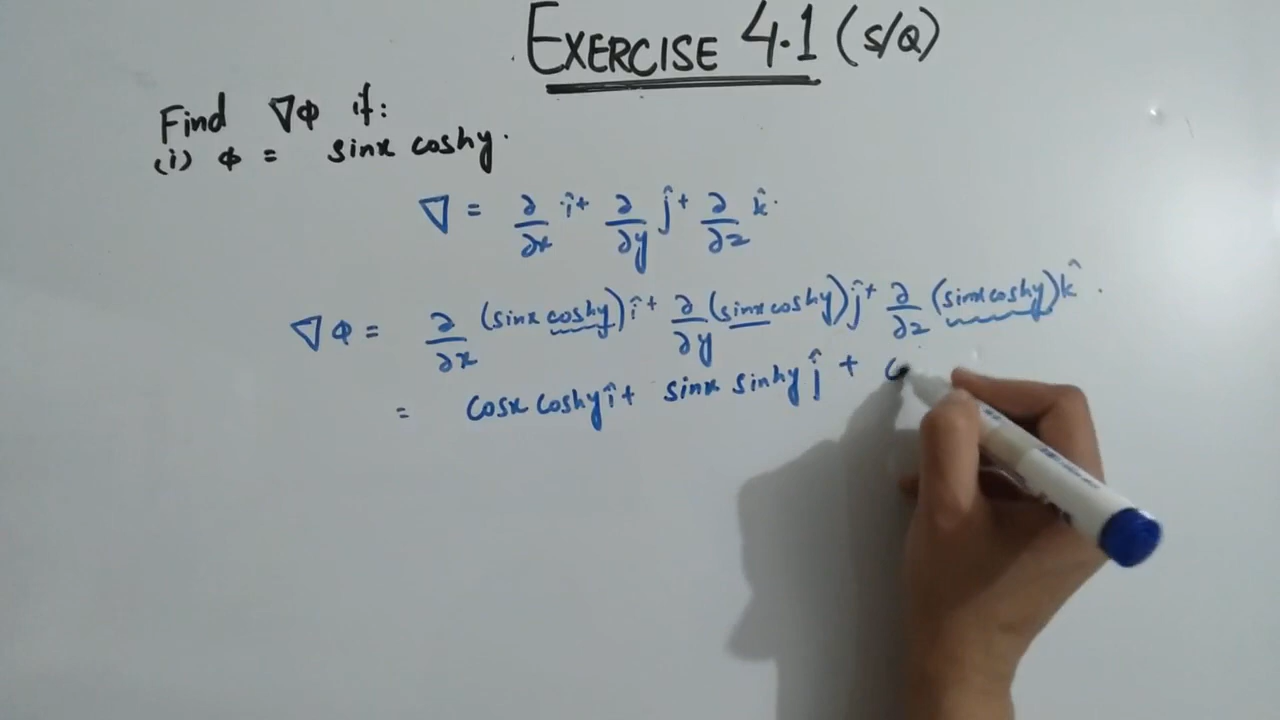 EXERCISE 4.1 (S/Q)
Find ∇Φ if:
(i) Φ = sinx coshy.
∇ = ∂/∂x î + ∂/∂y ĵ + ∂/∂z k̂.
∇Φ = ∂/∂x (sinx coshy) î + ∂/∂y (sinx coshy) ĵ + ∂/∂z (sinx coshy) k̂.
= cosx coshy î + sinx sinhy ĵ +